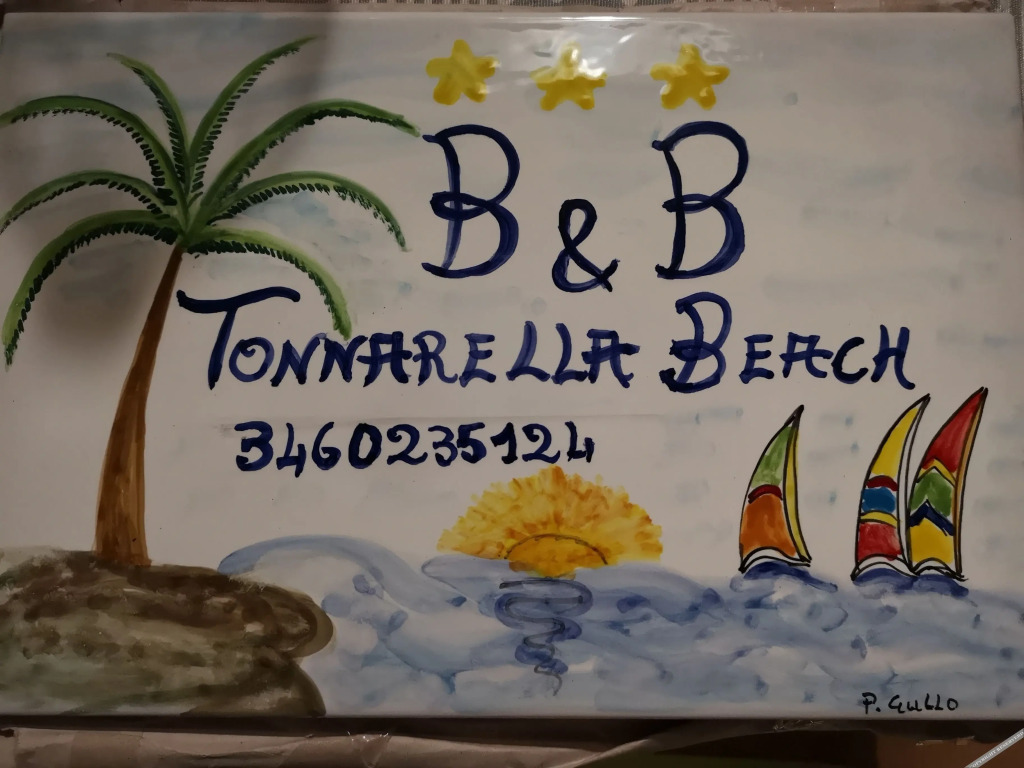 B & B
TONNARELLA BEACH
3460235124
P. GULLO